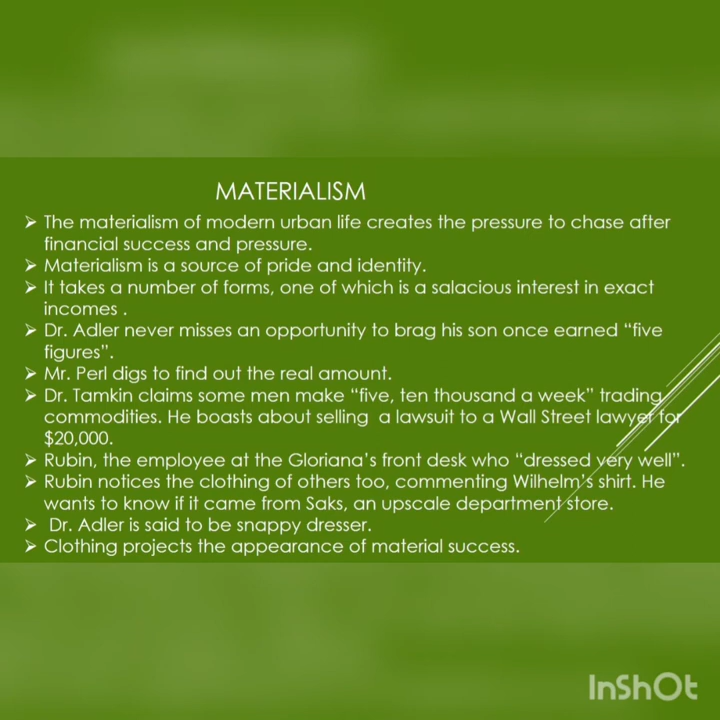 MATERIALISM
➢ The materialism of modern urban life creates the pressure to chase after
financial success and pressure.
➢ Materialism is a source of pride and identity.
➢ It takes a number of forms, one of which is a salacious interest in exact
incomes .
➢ Dr. Adler never misses an opportunity to brag his son once earned “five
figures”.
➢ Mr. Perl digs to find out the real amount.
➢ Dr. Tamkin claims some men make “five, ten thousand a week” trading
commodities. He boasts about selling a lawsuit to a Wall Street lawyer for
$20,000.
➢ Rubin, the employee at the Gloriana’s front desk who “dressed very well”.
➢ Rubin notices the clothing of others too, commenting Wilhelm’s shirt. He
wants to know if it came from Saks, an upscale department store.
➢ Dr. Adler is said to be snappy dresser.
➢ Clothing projects the appearance of material success.
InShOt